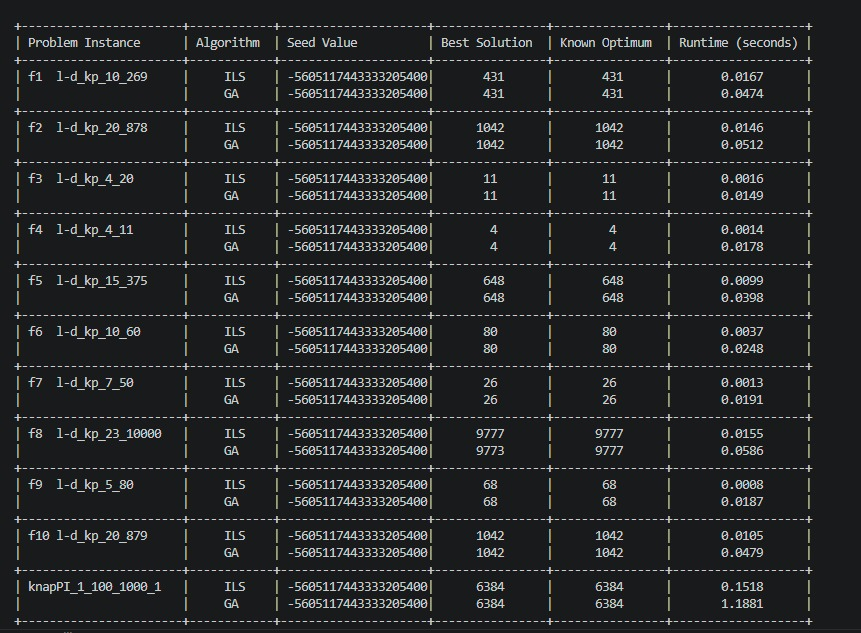 Problem Instance | Algorithm | Seed Value | Best Solution | Known Optimum | Runtime (seconds)
f1 l-d_kp_10_269 | ILS | -5605117443333205400 | 431 | 431 | 0.0167
GA | -5605117443333205400 | 431 | 431 | 0.0474
f2 l-d_kp_20_878 | ILS | -5605117443333205400 | 1042 | 1042 | 0.0146
GA | -5605117443333205400 | 1042 | 1042 | 0.0512
f3 l-d_kp_4_20 | ILS | -5605117443333205400 | 11 | 11 | 0.0016
GA | -5605117443333205400 | 11 | 11 | 0.0149
f4 l-d_kp_4_11 | ILS | -5605117443333205400 | 4 | 4 | 0.0014
GA | -5605117443333205400 | 4 | 4 | 0.0178
f5 l-d_kp_15_375 | ILS | -5605117443333205400 | 648 | 648 | 0.0099
GA | -5605117443333205400 | 648 | 648 | 0.0398
f6 l-d_kp_10_60 | ILS | -5605117443333205400 | 80 | 80 | 0.0037
GA | -5605117443333205400 | 80 | 80 | 0.0248
f7 l-d_kp_7_50 | ILS | -5605117443333205400 | 26 | 26 | 0.0013
GA | -5605117443333205400 | 26 | 26 | 0.0191
f8 l-d_kp_23_10000 | ILS | -5605117443333205400 | 9777 | 9777 | 0.0155
GA | -5605117443333205400 | 9773 | 9777 | 0.0586
f9 l-d_kp_5_80 | ILS | -5605117443333205400 | 68 | 68 | 0.0008
GA | -5605117443333205400 | 68 | 68 | 0.0187
f10 l-d_kp_20_879 | ILS | -5605117443333205400 | 1042 | 1042 | 0.0105
GA | -5605117443333205400 | 1042 | 1042 | 0.0479
knapPI_1_100_1000_1 | ILS | -5605117443333205400 | 6384 | 6384 | 0.1518
GA | -5605117443333205400 | 6384 | 6384 | 1.1881